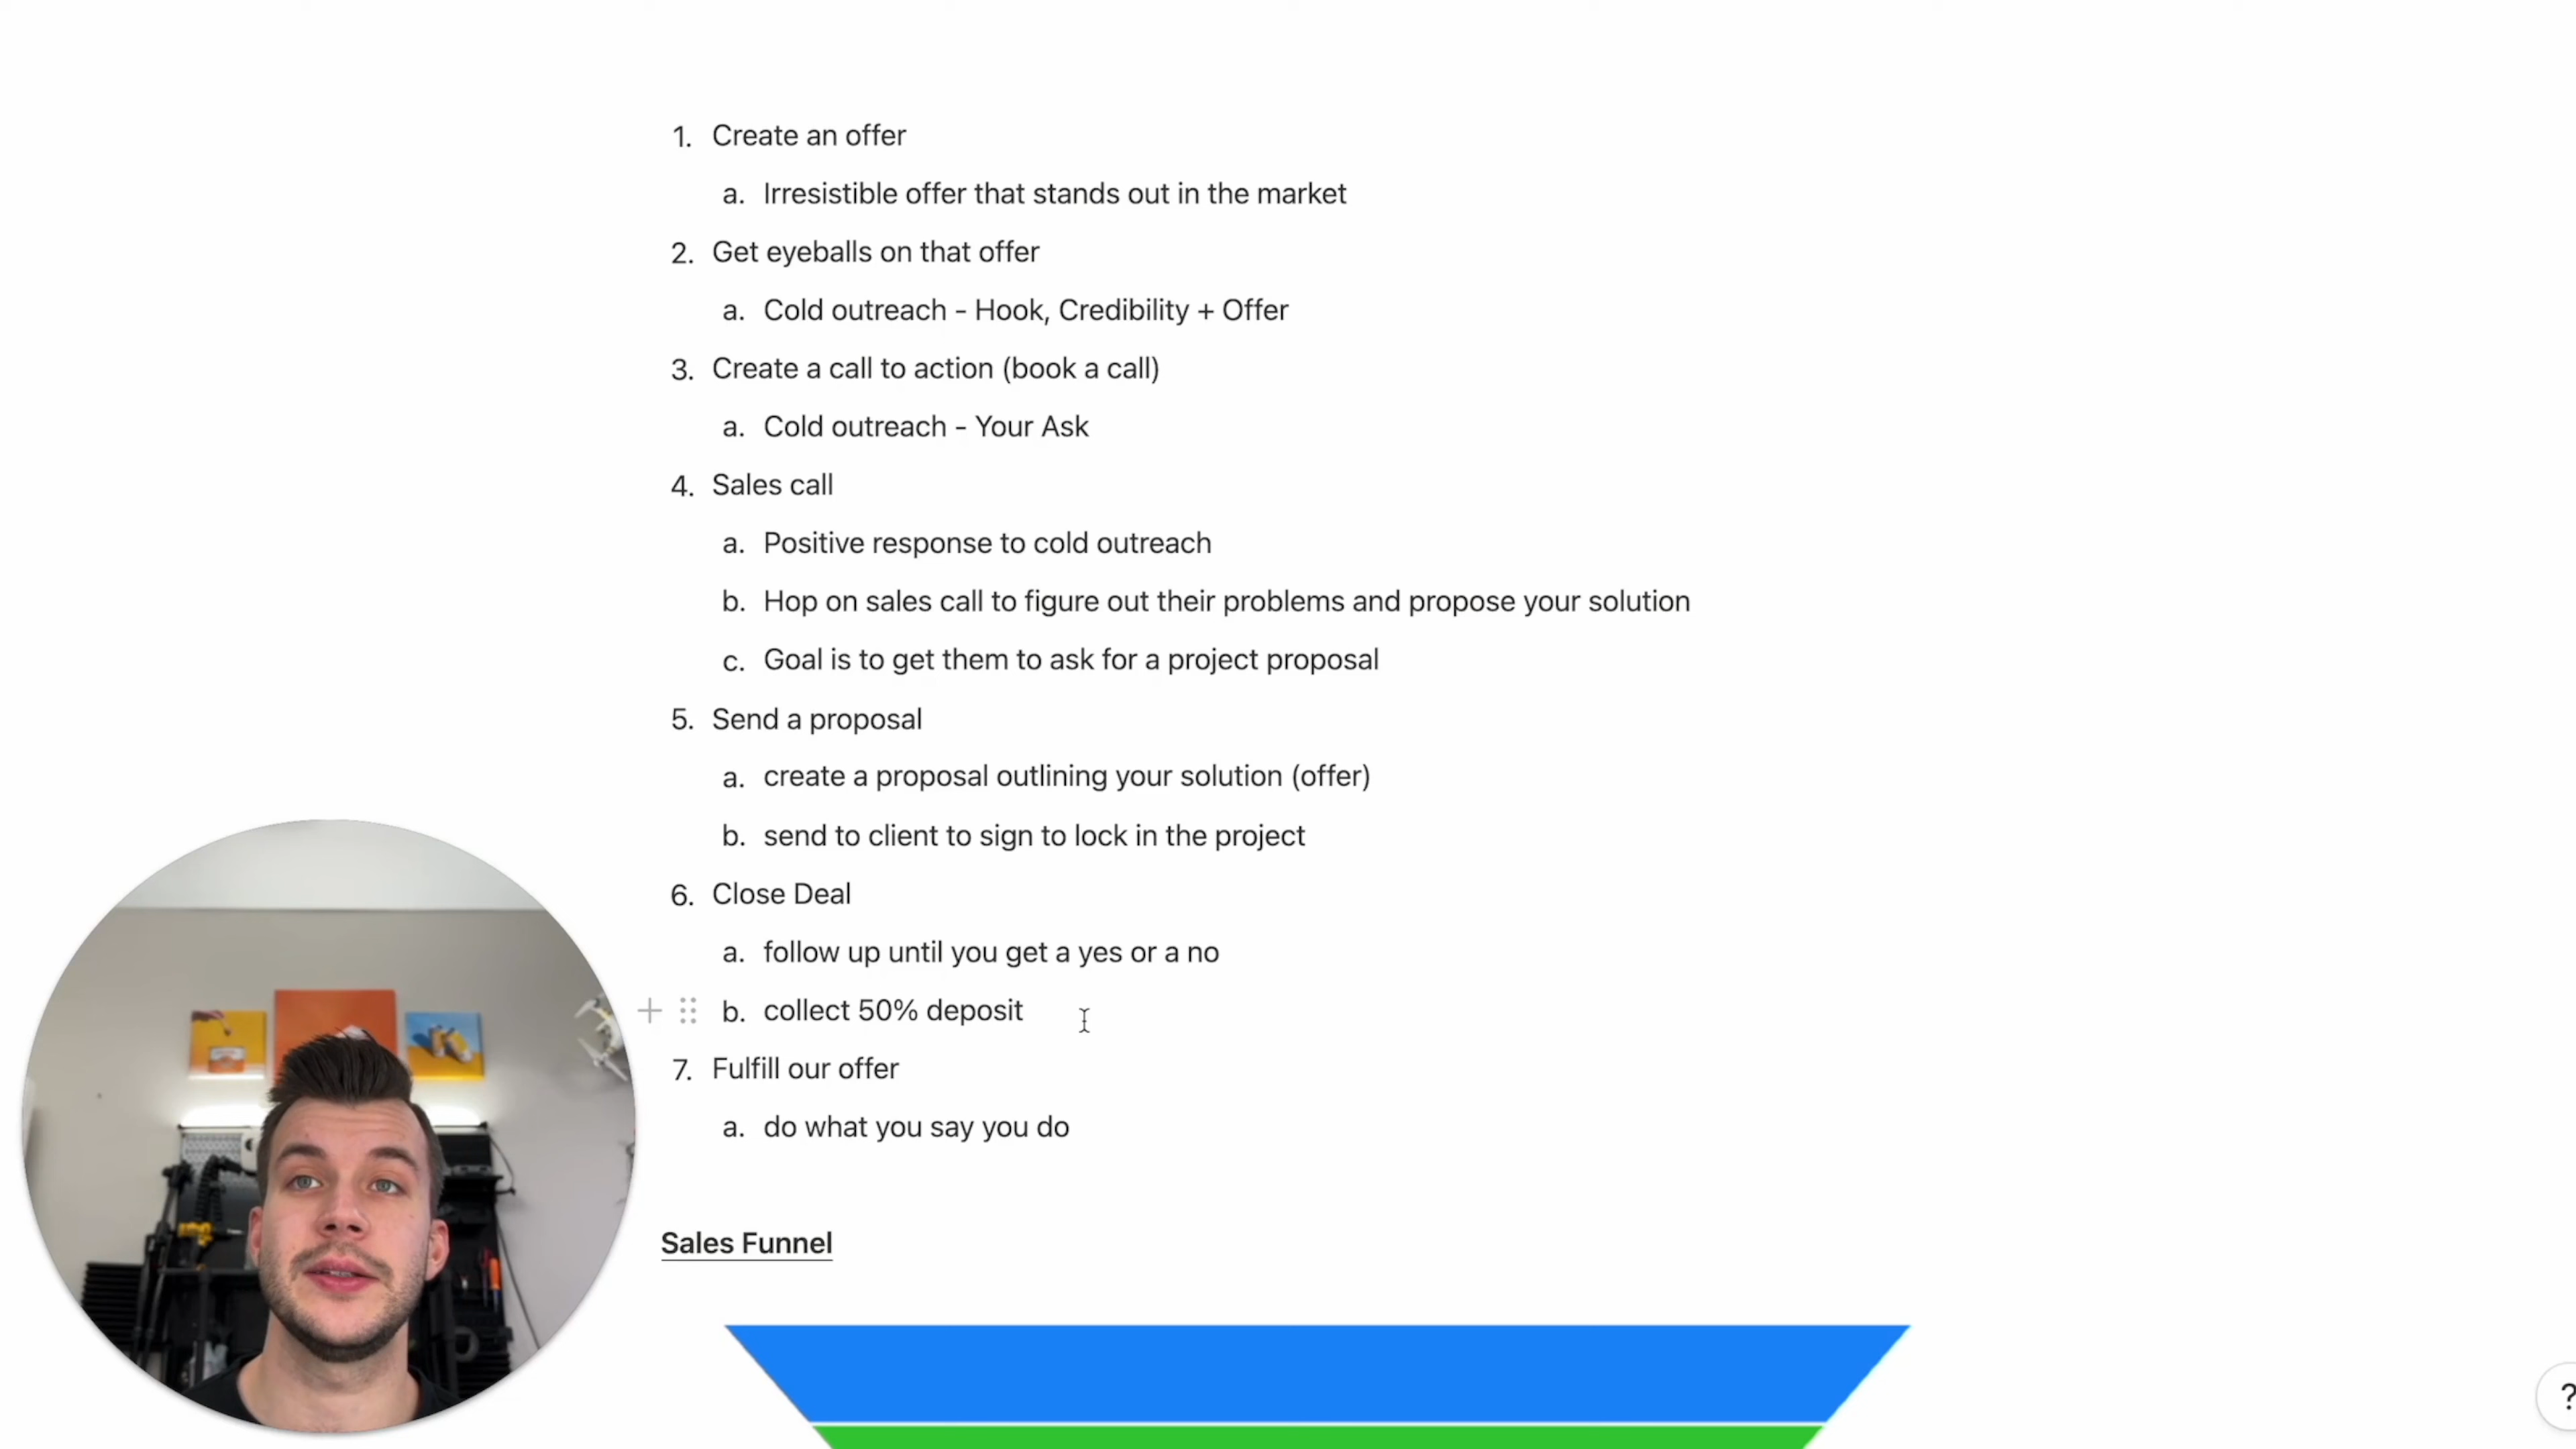 1. Create an offer
a. Irresistible offer that stands out in the market
2. Get eyeballs on that offer
a. Cold outreach - Hook, Credibility + Offer
3. Create a call to action (book a call)
a. Cold outreach - Your Ask
4. Sales call
a. Positive response to cold outreach
b. Hop on sales call to figure out their problems and propose your solution
c. Goal is to get them to ask for a project proposal
5. Send a proposal
a. create a proposal outlining your solution (offer)
b. send to client to sign to lock in the project
6. Close Deal
a. follow up until you get a yes or a no
b. collect 50% deposit
7. Fulfill our offer
a. do what you say you do
Sales Funnel
?